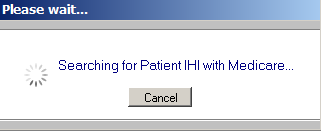 Please wait...
Searching for Patient IHI with Medicare...
Cancel